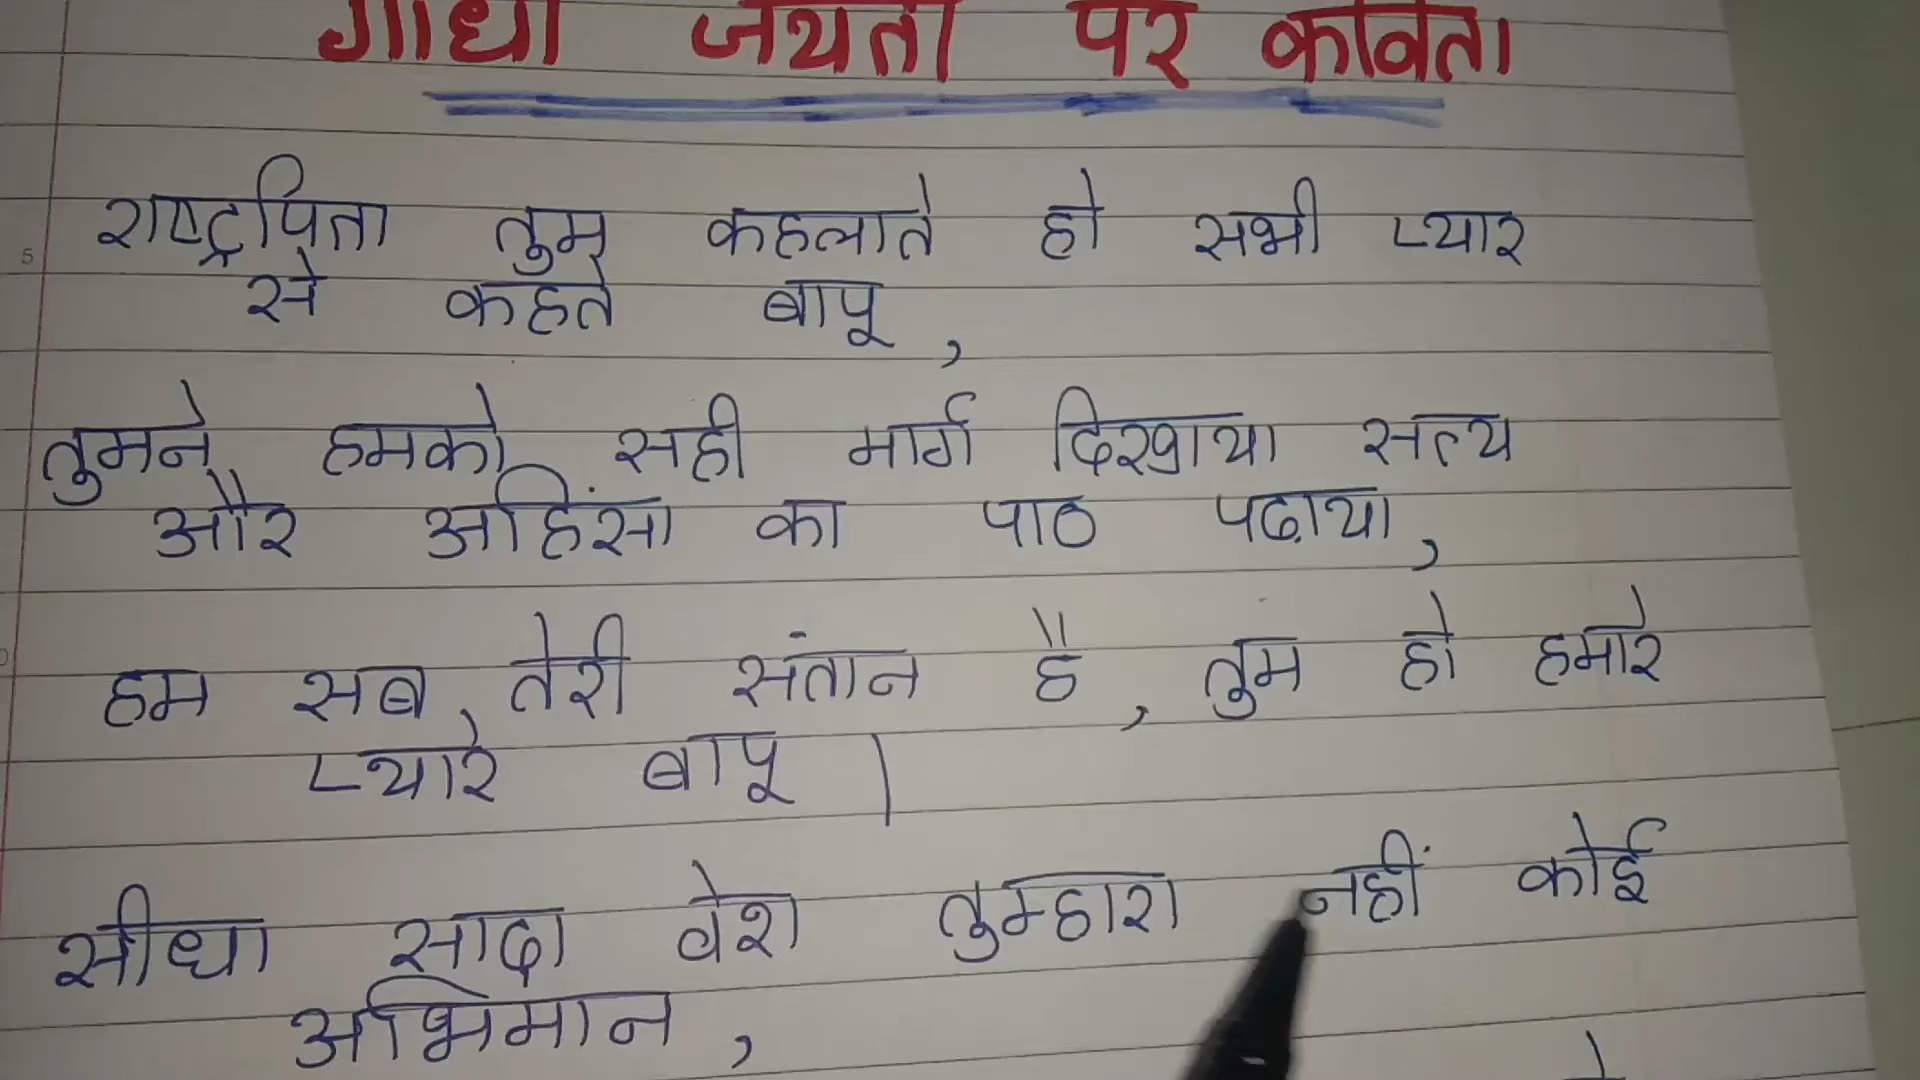 गांधी जयंती पर कविता
राष्ट्रपिता तुम कहलाते हो सभी प्यार
से कहते बापू,
तुमने हमको सही मार्ग दिखाया सत्य
और अहिंसा का पाठ पढ़ाया,
हम सब तेरी संतान है, तुम हो हमारे
प्यारे बापू।
सीधा सादा वेश तुम्हारा नहीं कोई
अभिमान,